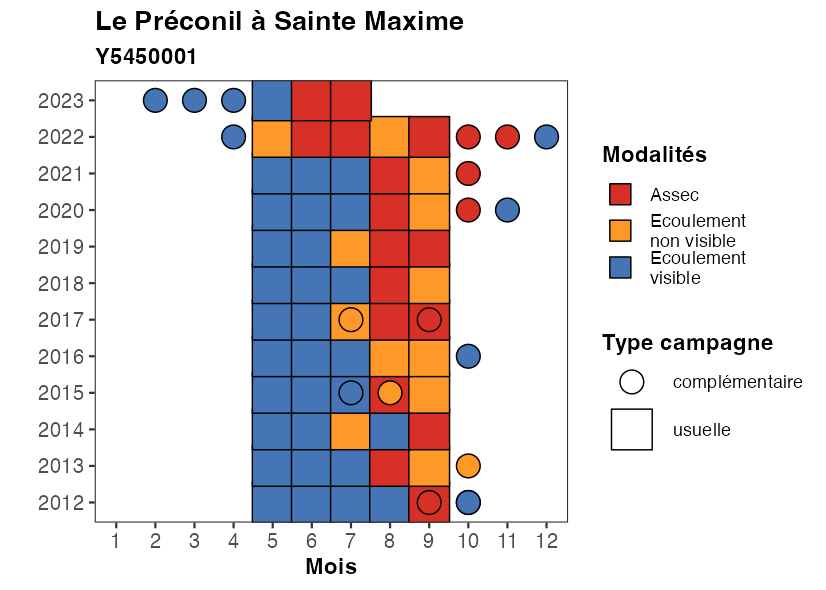 Le Préconil à Sainte Maxime
Y5450001
2023
2022
2021
2020
2019
2018
2017
2016
2015
2014
2013
2012
1 2 3 4 5 6 7 8 9 10 11 12
Mois
Modalités
Assec
Ecoulement
non visible
Ecoulement
visible
Type campagne
complémentaire
usuelle